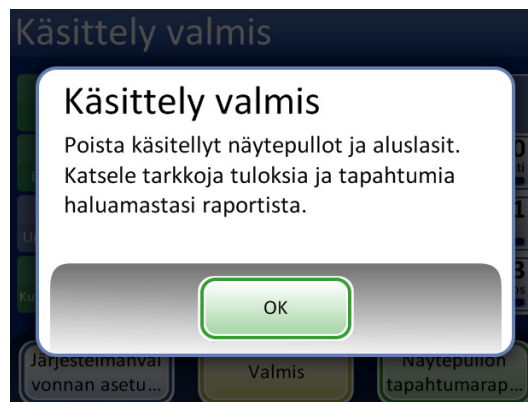 Käsittely valmis
Käsittely valmis
Poista käsitellyt näytepullot ja aluslasit.
Katsele tarkkoja tuloksia ja tapahtumia
haluamastasi raportista.
OK
Järjestelmänval
vonnan asetu...
Valmis
Näytepullon
tapahtumarap...